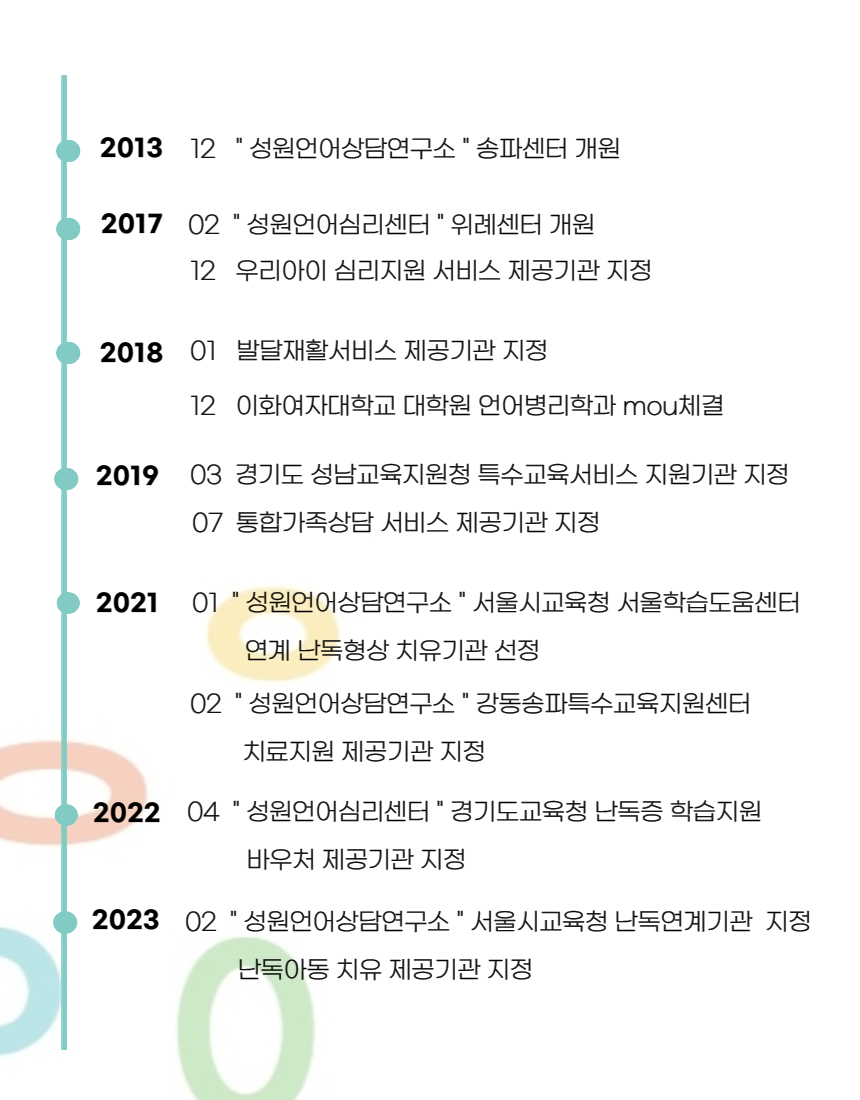 2013 12 " 성원언어상담연구소 " 송파센터 개원
2017 02 " 성원언어심리센터 " 위례센터 개원
12 우리아이 심리지원 서비스 제공기관 지정
2018 01 발달재활서비스 제공기관 지정
12 이화여자대학교 대학원 언어병리학과 mou체결
2019 03 경기도 성남교육지원청 특수교육서비스 지원기관 지정
07 통합가족상담 서비스 제공기관 지정
2021 01 " 성원언어상담연구소 " 서울시교육청 서울학습도움센터
연계 난독형상 치유기관 선정
02 " 성원언어상담연구소 " 강동송파특수교육지원센터
치료지원 제공기관 지정
2022 04 " 성원언어심리센터 " 경기도교육청 난독증 학습지원
바우처 제공기관 지정
2023 02 " 성원언어상담연구소 " 서울시교육청 난독연계기관 지정
난독아동 치유 제공기관 지정